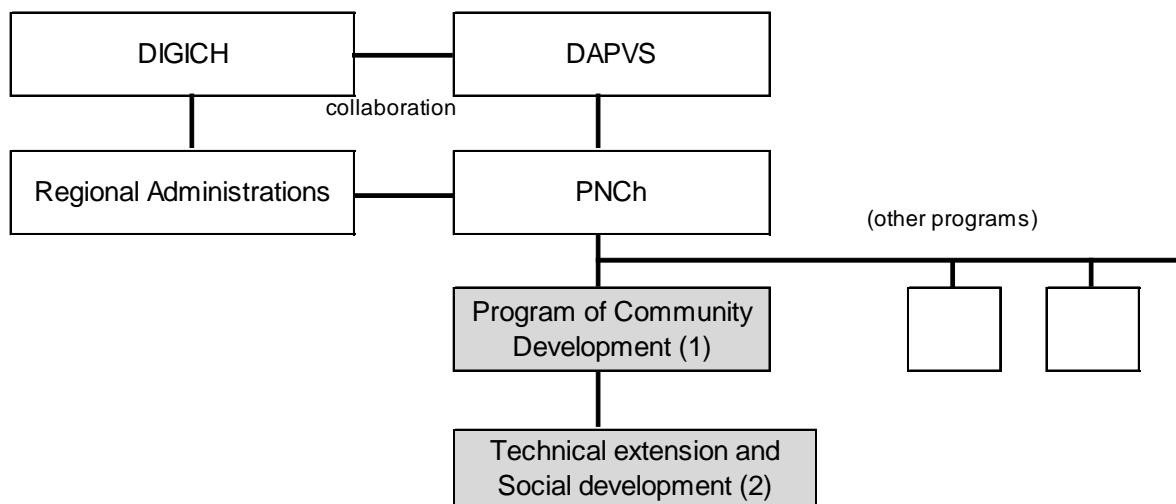 DIGICH
DAPVS
collaboration
Regional Administrations
PNCh
(other programs)
Program of Community
Development (1)
Technical extension and
Social development (2)